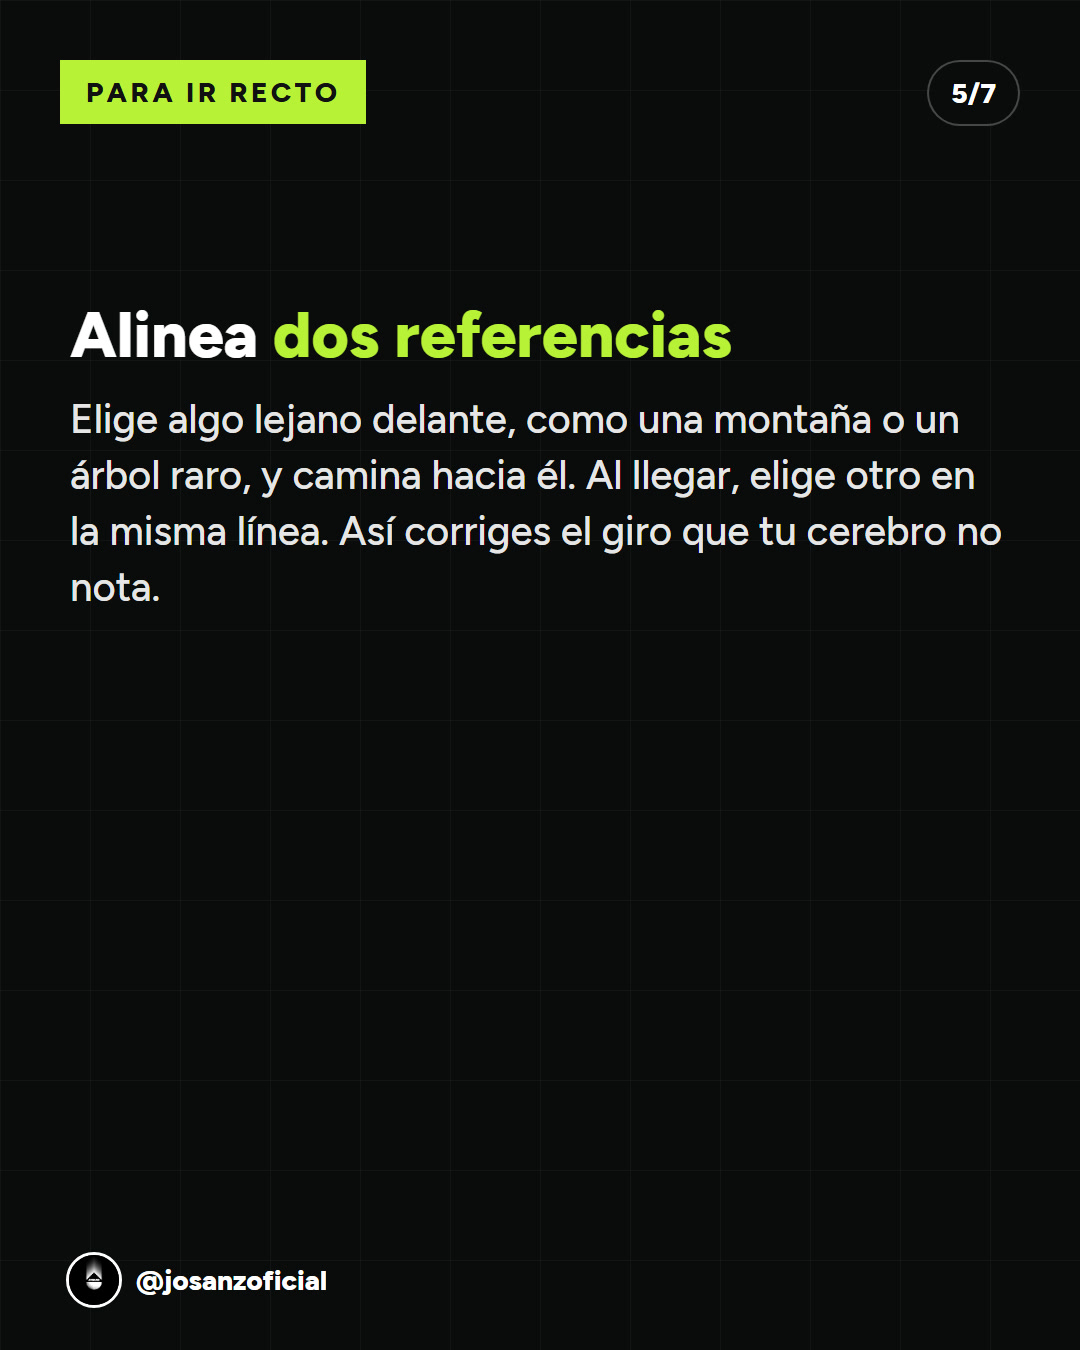 PARA IR RECTO
5/7
Alinea dos referencias
Elige algo lejano delante, como una montaña o un
árbol raro, y camina hacia él. Al llegar, elige otro en
la misma línea. Así corriges el giro que tu cerebro no
nota.
@josanzoficial